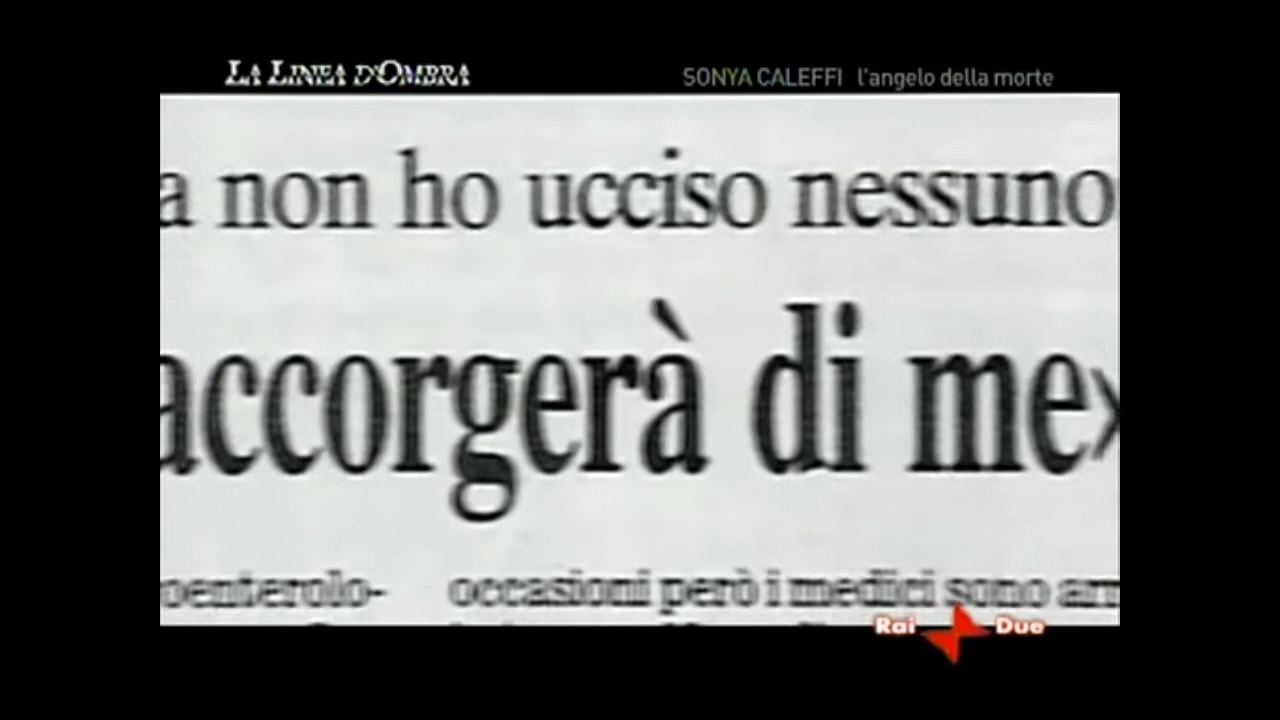 LA LINEA D'OMBRA
SONYA CALEFFI l'angelo della morte
a non ho ucciso nessuno
accorgerà di me»
oenterolo-
occasioni però i medici sono arr
Rai Due